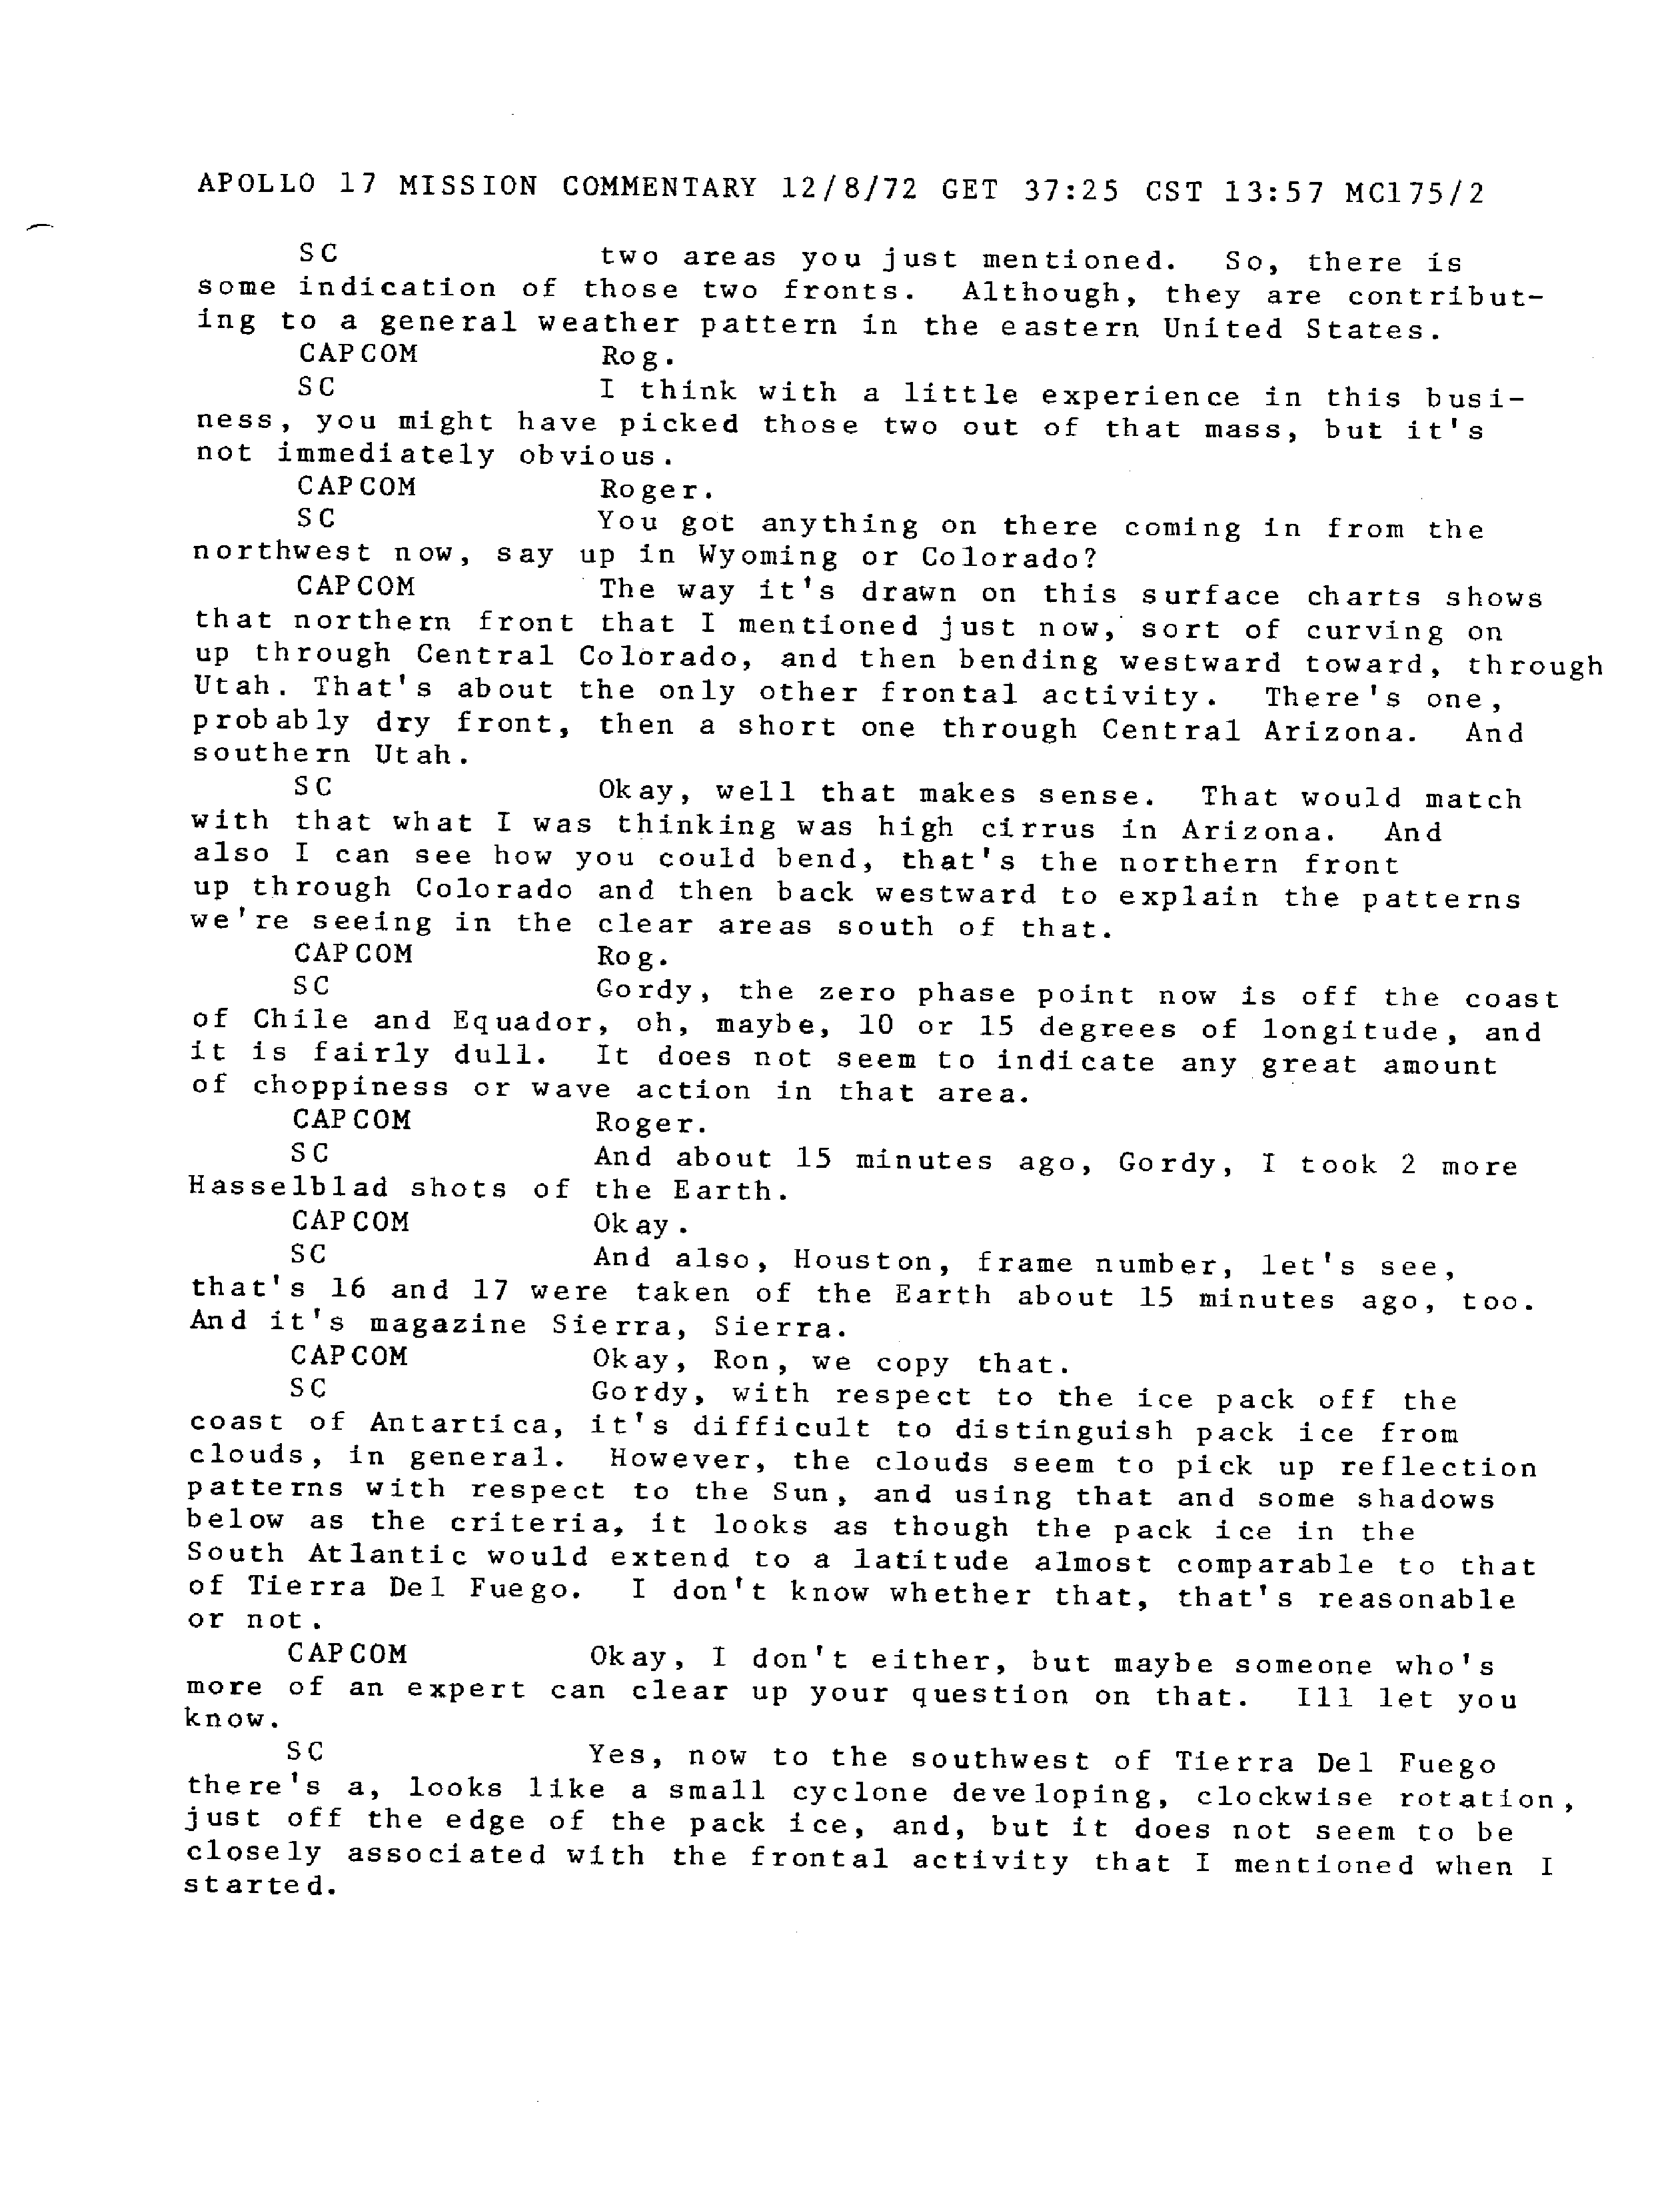 APOLLO 17 MISSION COMMENTARY 12/8/72 GET 37:25 CST 13:57 MC175/2
SC two areas you just mentioned. So, there is
some indication of those two fronts. Although, they are contribut-
ing to a general weather pattern in the eastern United States.
CAPCOM Rog.
SC I think with a little experience in this busi-
ness, you might have picked those two out of that mass, but it's
not immediately obvious.
CAPCOM Roger.
SC You got anything on there coming in from the
northwest now, say up in Wyoming or Colorado?
CAPCOM The way it's drawn on this surface charts shows
that northern front that I mentioned just now, sort of curving on
up through Central Colorado, and then bending westward toward, through
Utah. That's about the only other frontal activity. There's one,
probably dry front, then a short one through Central Arizona. And
southern Utah.
SC Okay, well that makes sense. That would match
with that what I was thinking was high cirrus in Arizona. And
also I can see how you could bend, that's the northern front
up through Colorado and then back westward to explain the patterns
we're seeing in the clear areas south of that.
CAPCOM Rog.
SC Gordy, the zero phase point now is off the coast
of Chile and Equador, oh, maybe, 10 or 15 degrees of longitude, and
it is fairly dull. It does not seem to indicate any great amount
of choppiness or wave action in that area.
CAPCOM Roger.
SC And about 15 minutes ago, Gordy, I took 2 more
Hasselblad shots of the Earth.
CAPCOM Okay.
SC And also, Houston, frame number, let's see,
that's 16 and 17 were taken of the Earth about 15 minutes ago, too.
And it's magazine Sierra, Sierra.
CAPCOM Okay, Ron, we copy that.
SC Gordy, with respect to the ice pack off the
coast of Antartica, it's difficult to distinguish pack ice from
clouds, in general. However, the clouds seem to pick up reflection
patterns with respect to the Sun, and using that and some shadows
below as the criteria, it looks as though the pack ice in the
South Atlantic would extend to a latitude almost comparable to that
of Tierra Del Fuego. I don't know whether that, that's reasonable
or not.
CAPCOM Okay, I don't either, but maybe someone who's
more of an expert can clear up your question on that. Ill let you
know.
SC Yes, now to the southwest of Tierra Del Fuego
there's a, looks like a small cyclone developing, clockwise rotation,
just off the edge of the pack ice, and, but it does not seem to be
closely associated with the frontal activity that I mentioned when I
started.